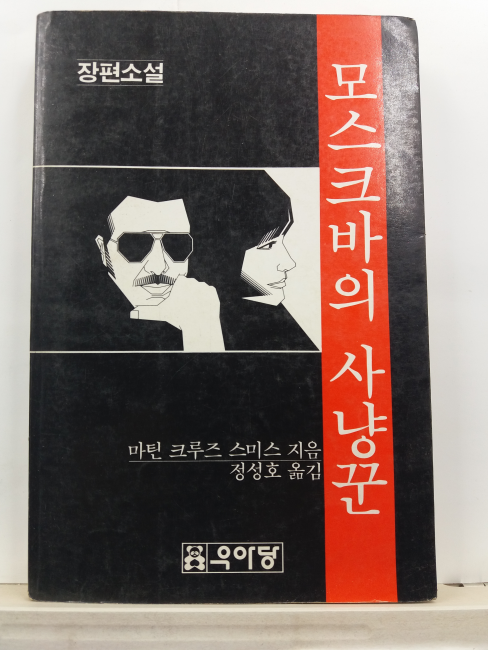 장편소설
모스크바의 사냥꾼
마틴 크루즈 스미스 지음
정성호 옮김
우아당